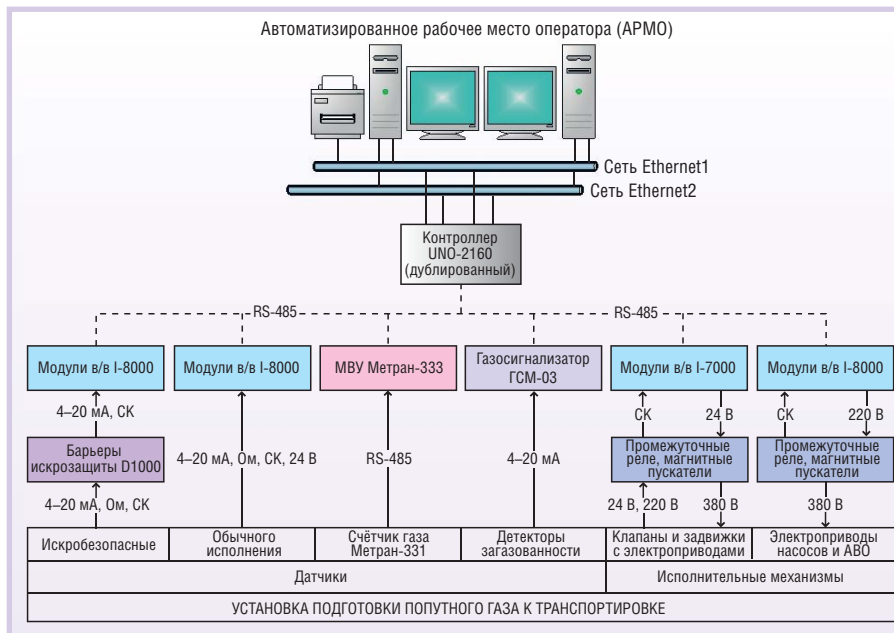 Автоматизированное рабочее место оператора (АРМО)
Сеть Ethernet1
Сеть Ethernet2
Контроллер
UNO-2160
(дублированный)
RS-485
RS-485
Модули в/в I-8000
Модули в/в I-8000
МВУ Метран-333
Газосигнализатор
ГСМ-03
Модули в/в I-7000
Модули в/в I-8000
4–20 мА, СК
СК
24 В
СК
220 В
Барьеры
искрозащиты D1000
4–20 мА, Ом, СК, 24 В
RS-485
4–20 мА
Промежуточные
реле, магнитные
пускатели
Промежуточные
реле, магнитные
пускатели
4–20 мА, Ом, СК
24 В, 220 В
380 В
380 В
Искробезопасные
Обычного
исполнения
Счётчик газа
Метран-331
Детекторы
загазованности
Клапаны и задвижки
с электроприводами
Электроприводы
насосов и АВО
Датчики
Исполнительные механизмы
УСТАНОВКА ПОДГОТОВКИ ПОПУТНОГО ГАЗА К ТРАНСПОРТИРОВКЕ